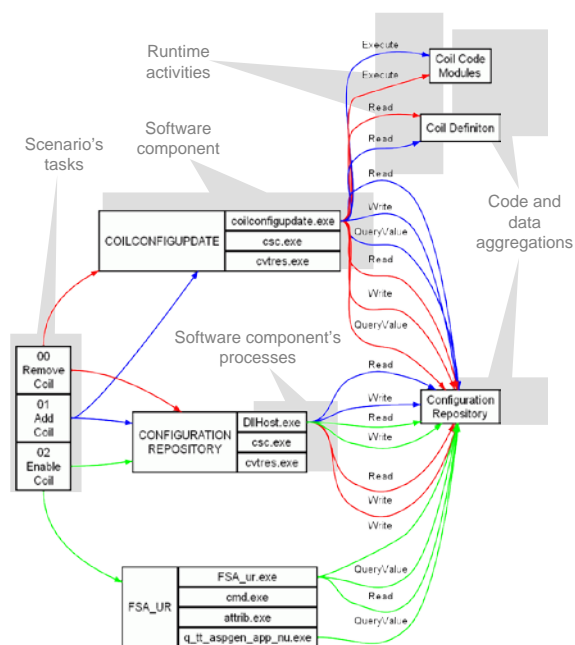 Runtime
activities
Execute
Coil Code
Modules
Execute
Read
Coil Definiton
Read
Scenario's
tasks
Software
component
Read
Write
QueryValue
Read
Write
QueryValue
Code and
data
aggregations
COILCONFIGUPDATE
coilconfigupdate.exe
csc.exe
cvtres.exe
Software component's
processes
00
Remove
Coil
01
Add
Coil
02
Enable
Coil
CONFIGURATION
REPOSITORY
DllHost.exe
csc.exe
cvtres.exe
Read
Write
Read
Write
Read
Write
Configuration
Repository
FSA_UR
FSA_ur.exe
cmd.exe
attrib.exe
q_tt_aspgen_app_nu.exe
Write
QueryValue
Read
QueryValue